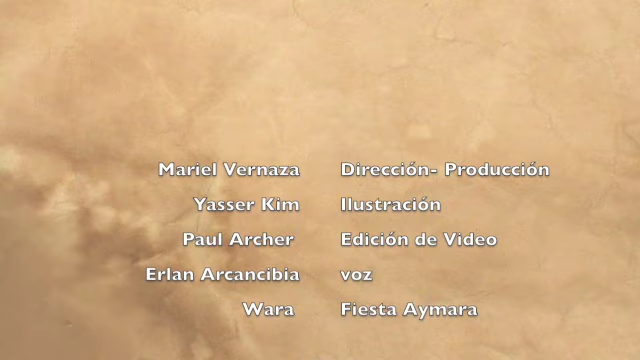 Mariel Vernaza Dirección- Producción
Yasser Kim Ilustración
Paul Archer Edición de Video
Erlan Arcancibia voz
Wara Fiesta Aymara